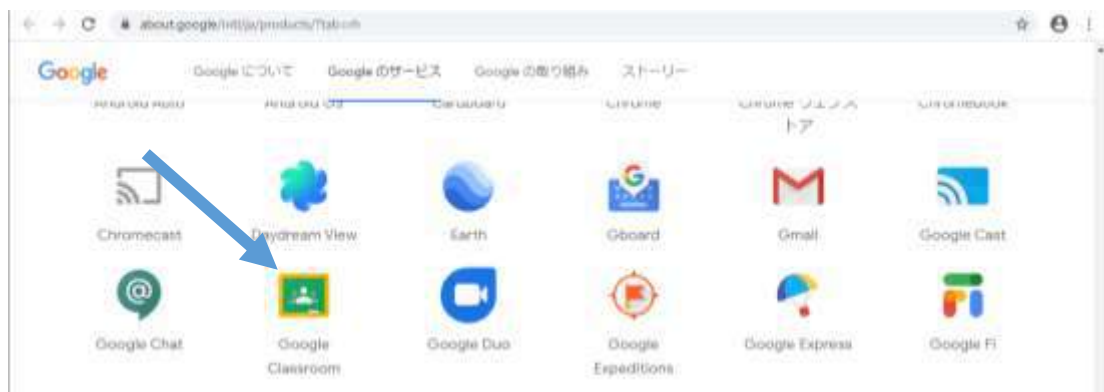 about.google/intl/ja/products/?tab=rh
Google
Google について
Google のサービス
Google の取り組み
ストーリー
Android Auto
Android OS
Cardboard
Chrome
Chrome ウェブス
トア
Chromebook
Chromecast
Daydream View
Earth
Gboard
Gmail
Google Cast
Google Chat
Google
Classroom
Google Duo
Google
Expeditions
Google Express
Google Fi